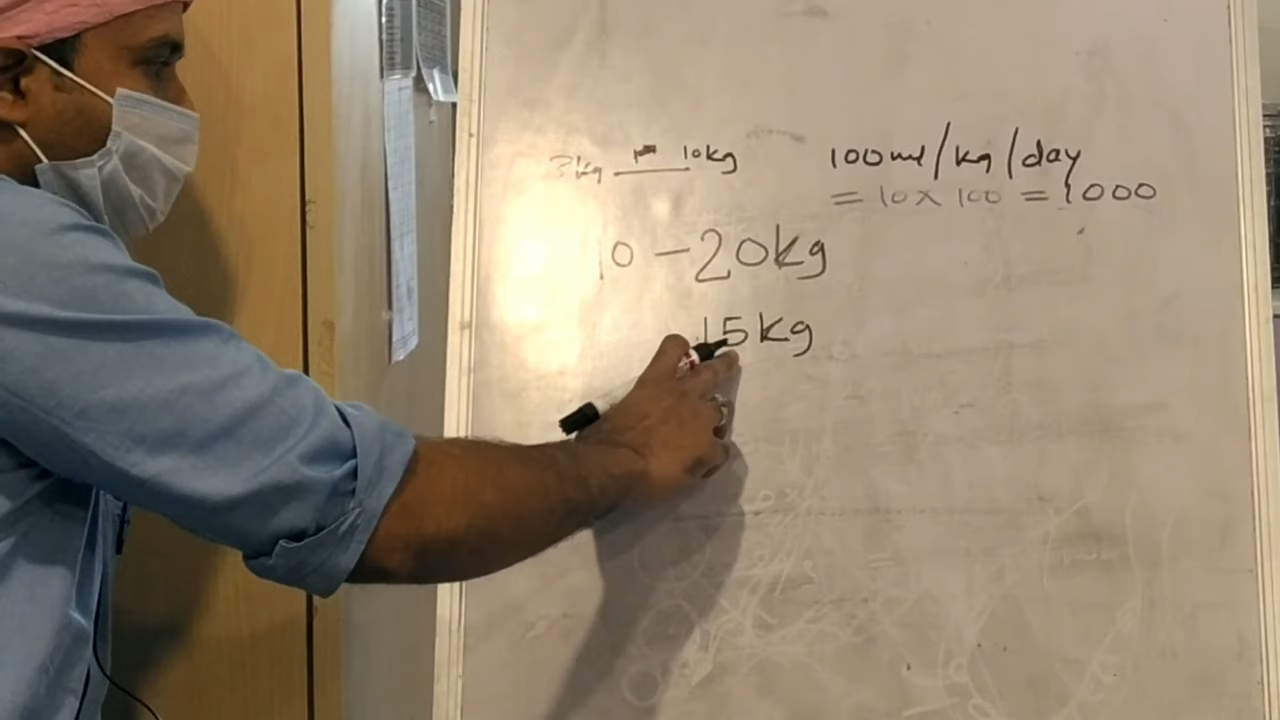 3kg — 10kg 100ml/kg/day
= 10 x 100 = 1000
10 - 20kg
15kg